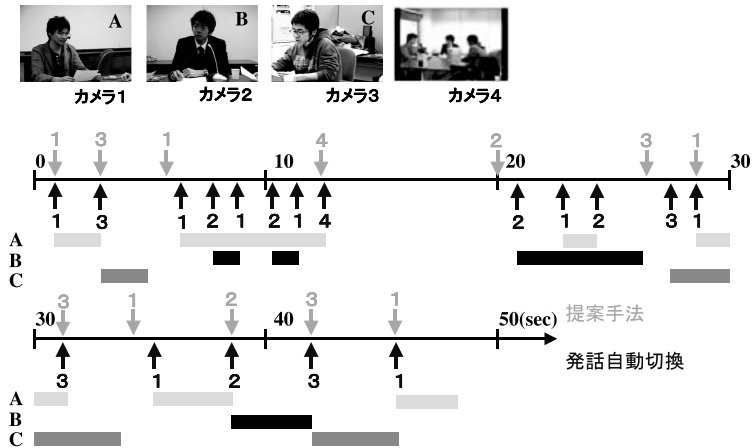 A B C
カメラ1 カメラ2 カメラ3 カメラ4
1 3 1 4 2 3 1
0 10 20 30
1 3 1 2 1 2 1 4 2 1 2 3 1
A
B
C
3 1 2 3 1
30 40 50(sec) 提案手法
3 1 2 3 1 発話自動切換
A
B
C